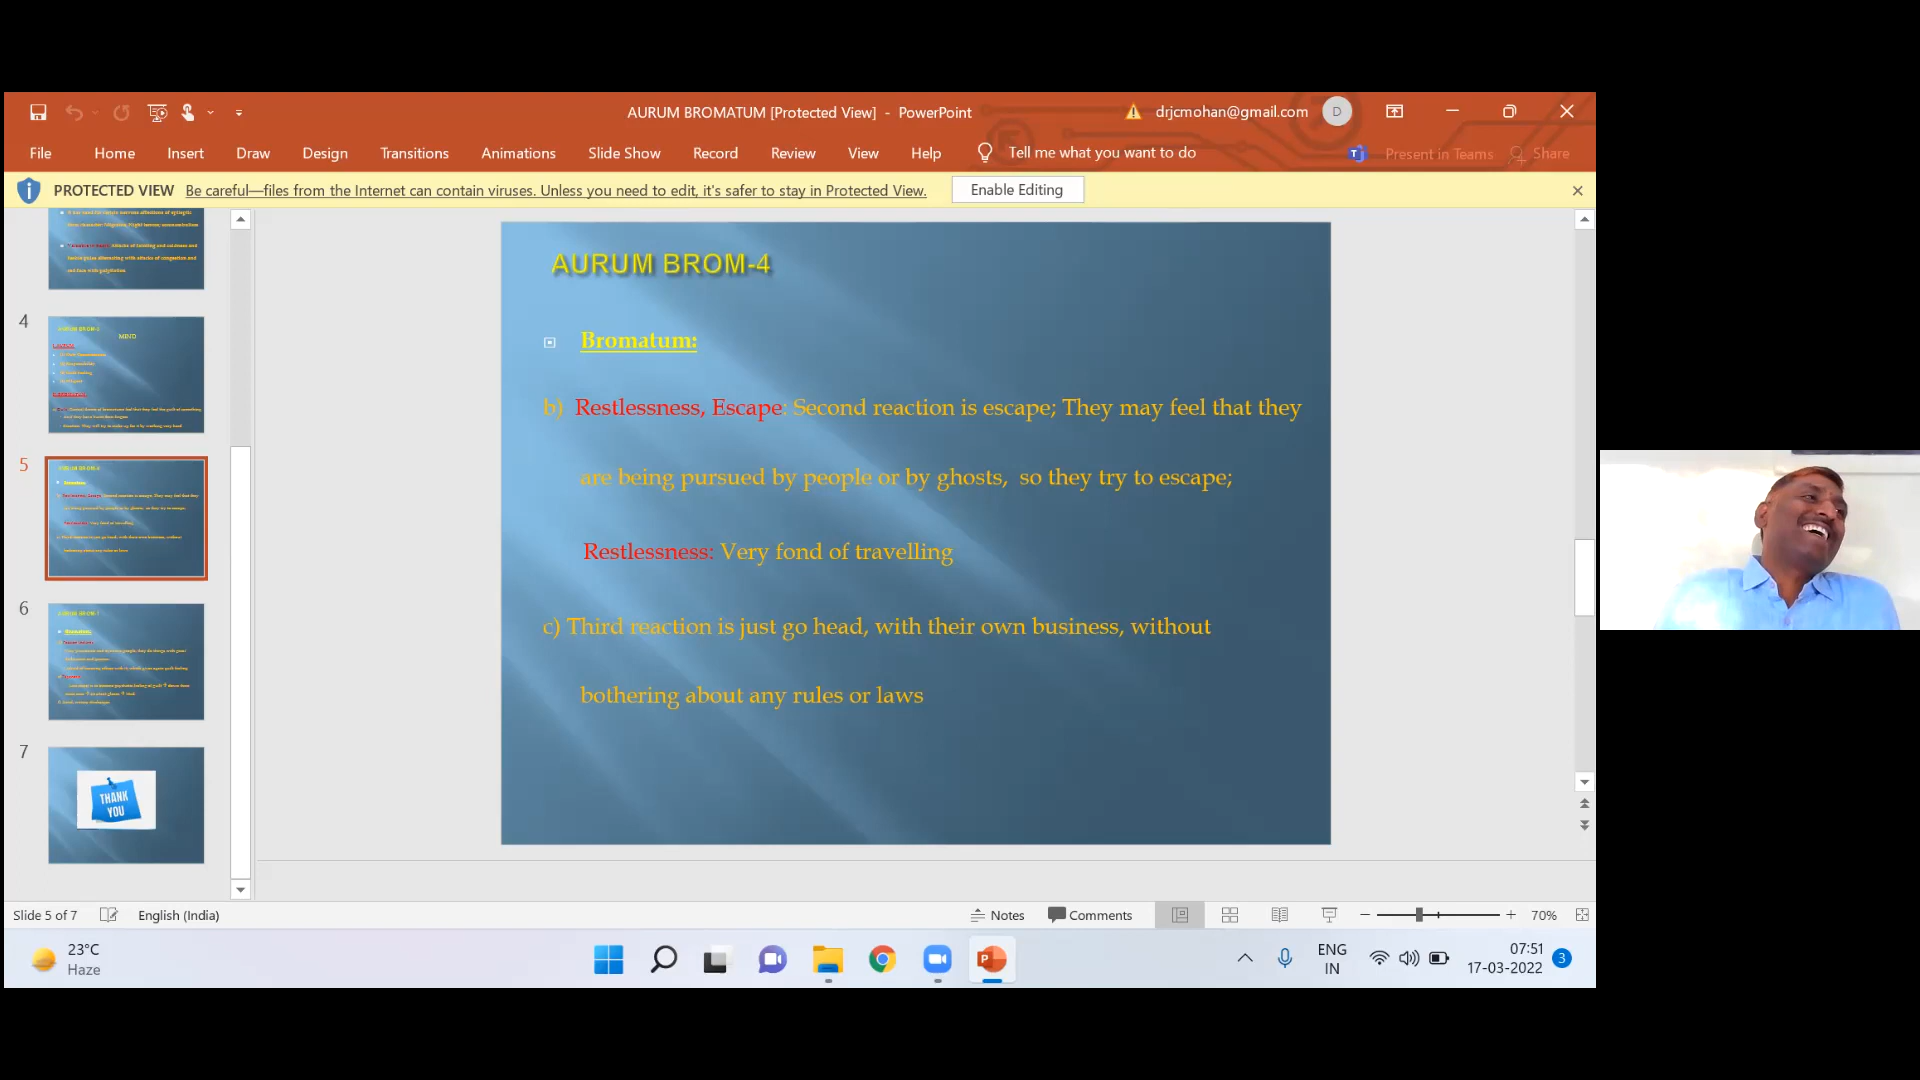 AURUM BROMATUM [Protected View] - PowerPoint
drjcmohan@gmail.com
D
File Home Insert Draw Design Transitions Animations Slide Show Record Review View Help Tell me what you want to do Present in Teams Share
PROTECTED VIEW Be careful—files from the Internet can contain viruses. Unless you need to edit, it's safer to stay in Protected View. Enable Editing
4
MIND
5
6
7
THANK
YOU
AURUM BROM-4
Bromatum:
b) Restlessness, Escape: Second reaction is escape; They may feel that they
are being pursued by people or by ghosts, so they try to escape;
Restlessness: Very fond of travelling
c) Third reaction is just go head, with their own business, without
bothering about any rules or laws
Slide 5 of 7 English (India) Notes Comments 70%
23°C
Haze
ENG
IN
07:51
17-03-2022
3